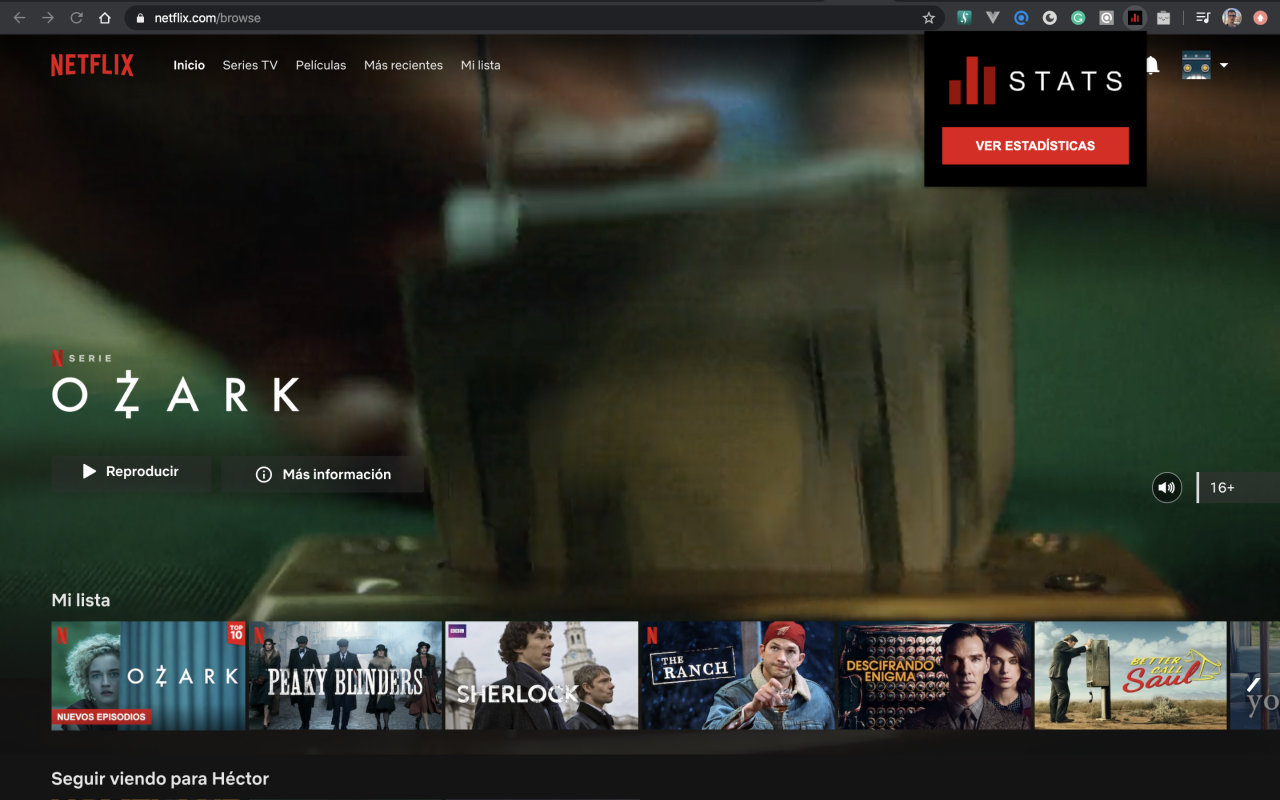 netflix.com/browse
NETFLIX
Inicio
Series TV
Películas
Más recientes
Mi lista
STATS
VER ESTADÍSTICAS
N SERIE
OZARK
Reproducir
Más información
16+
Mi lista
N
TOP 10
OZARK
NUEVOS EPISODIOS
N
PEAKY BLINDERS
BBC
SHERLOCK
N
THE RANCH
DESCIFRANDO ENIGMA
BETTER CALL Saul
yo
Seguir viendo para Héctor